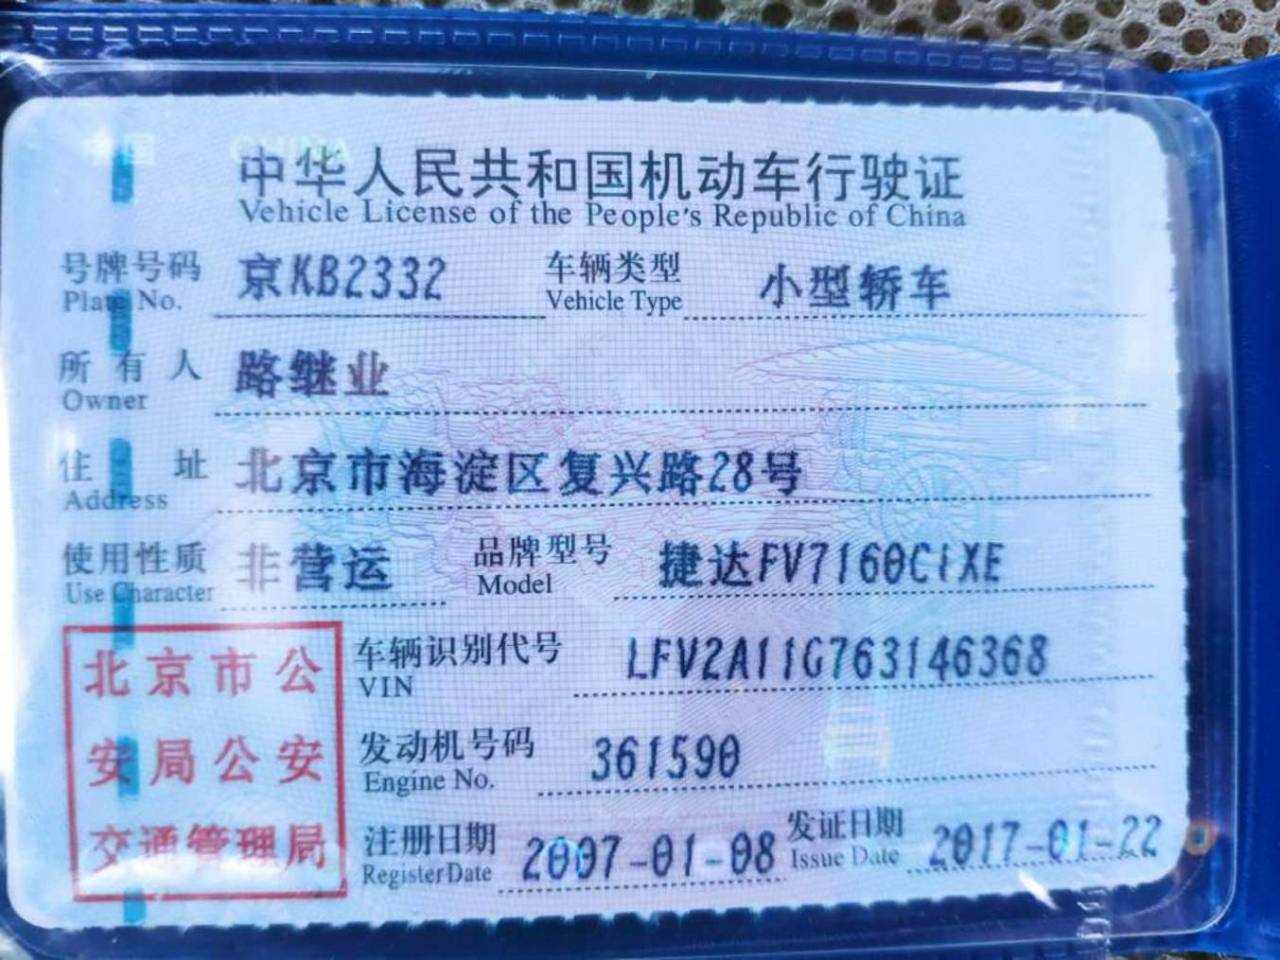 中华人民共和国机动车行驶证
Vehicle License of the People's Republic of China
号牌号码 京KB2332 车辆类型 小型轿车
Plate No. Vehicle Type
所有人 路继业
Owner
住址 北京市海淀区复兴路28号
Address
使用性质 非营运 品牌型号 捷达FV7160CiXE
Use Character Model
北京市公
安局公安
交通管理局
车辆识别代号 LFV2A11G763146368
VIN
发动机号码 361590
Engine No.
注册日期 2007-01-08 发证日期 2017-01-22
Register Date Issue Date